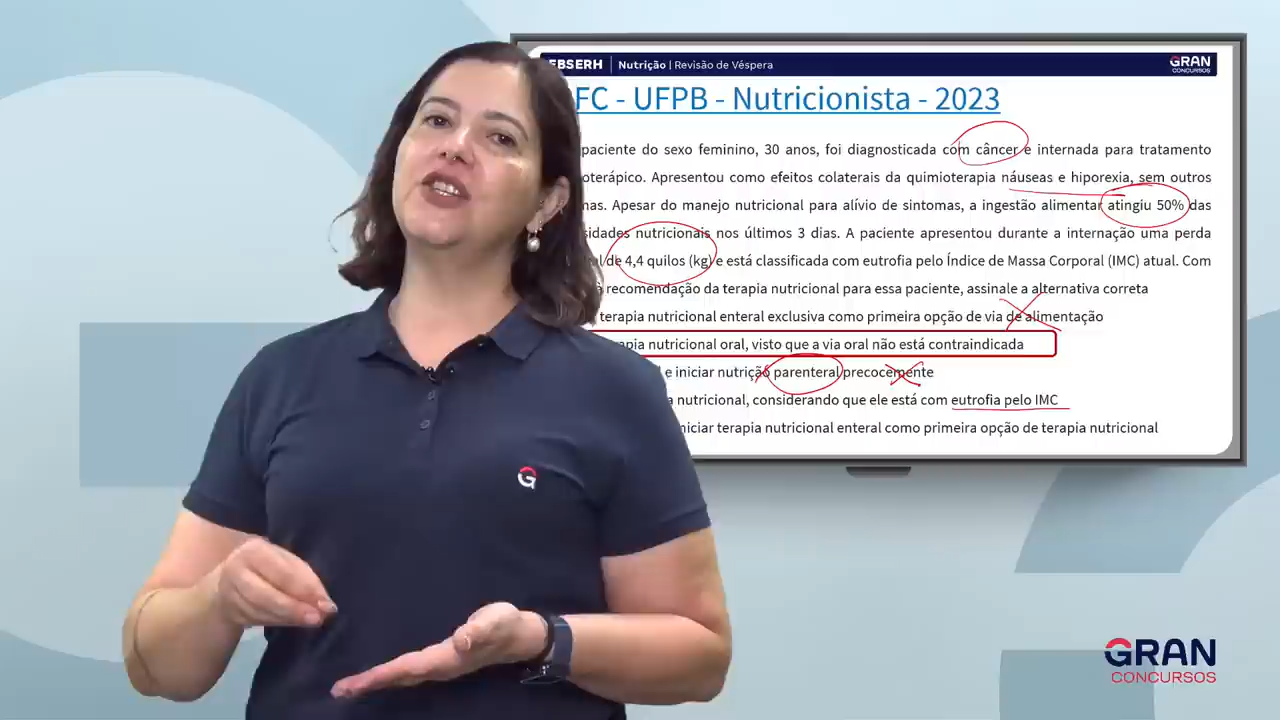 EBSERH | Nutrição | Revisão de Véspera
GRAN
CONCURSOS
FC - UFPB - Nutricionista - 2023
paciente do sexo feminino, 30 anos, foi diagnosticada com câncer e internada para tratamento
oterápico. Apresentou como efeitos colaterais da quimioterapia náuseas e hiporexia, sem outros
nas. Apesar do manejo nutricional para alívio de sintomas, a ingestão alimentar atingiu 50% das
sidades nutricionais nos últimos 3 dias. A paciente apresentou durante a internação uma perda
l de 4,4 quilos (kg) e está classificada com eutrofia pelo Índice de Massa Corporal (IMC) atual. Com
recomendação da terapia nutricional para essa paciente, assinale a alternativa correta
terapia nutricional enteral exclusiva como primeira opção de via de alimentação
apia nutricional oral, visto que a via oral não está contraindicada
l e iniciar nutrição parenteral precocemente
a nutricional, considerando que ele está com eutrofia pelo IMC
niciar terapia nutricional enteral como primeira opção de terapia nutricional
G
GRAN
CONCURSOS